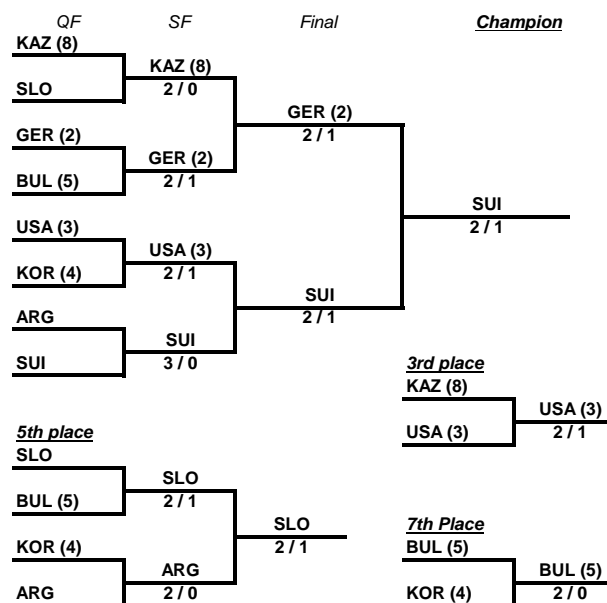 QF SF Final Champion
KAZ (8)
KAZ (8)
2 / 0
SLO
GER (2)
2 / 1
GER (2)
GER (2)
2 / 1
BUL (5)
SUI
2 / 1
USA (3)
USA (3)
2 / 1
KOR (4)
SUI
2 / 1
ARG
SUI
3 / 0
SUI
3rd place
KAZ (8)
USA (3)
2 / 1
USA (3)
5th place
SLO
SLO
2 / 1
BUL (5)
SLO
2 / 1
KOR (4)
ARG
2 / 0
ARG
7th Place
BUL (5)
BUL (5)
2 / 0
KOR (4)